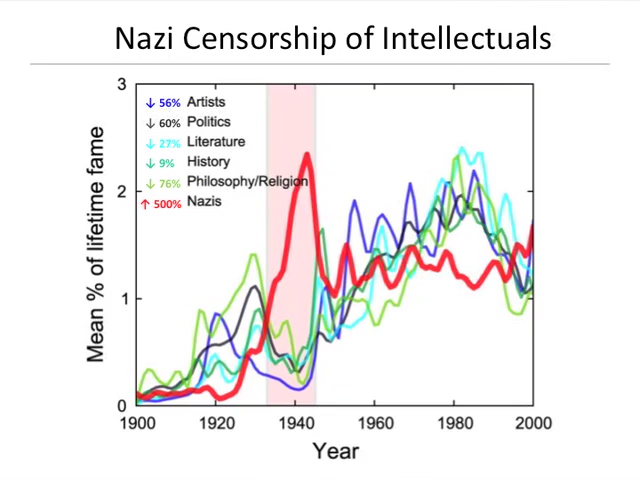 Nazi Censorship of Intellectuals
3
↓ 56% Artists
↓ 60% Politics
↓ 27% Literature
↓ 9% History
↓ 76% Philosophy/Religion
↑ 500% Nazis
2
1
0
Mean % of lifetime fame
1900 1920 1940 1960 1980 2000
Year